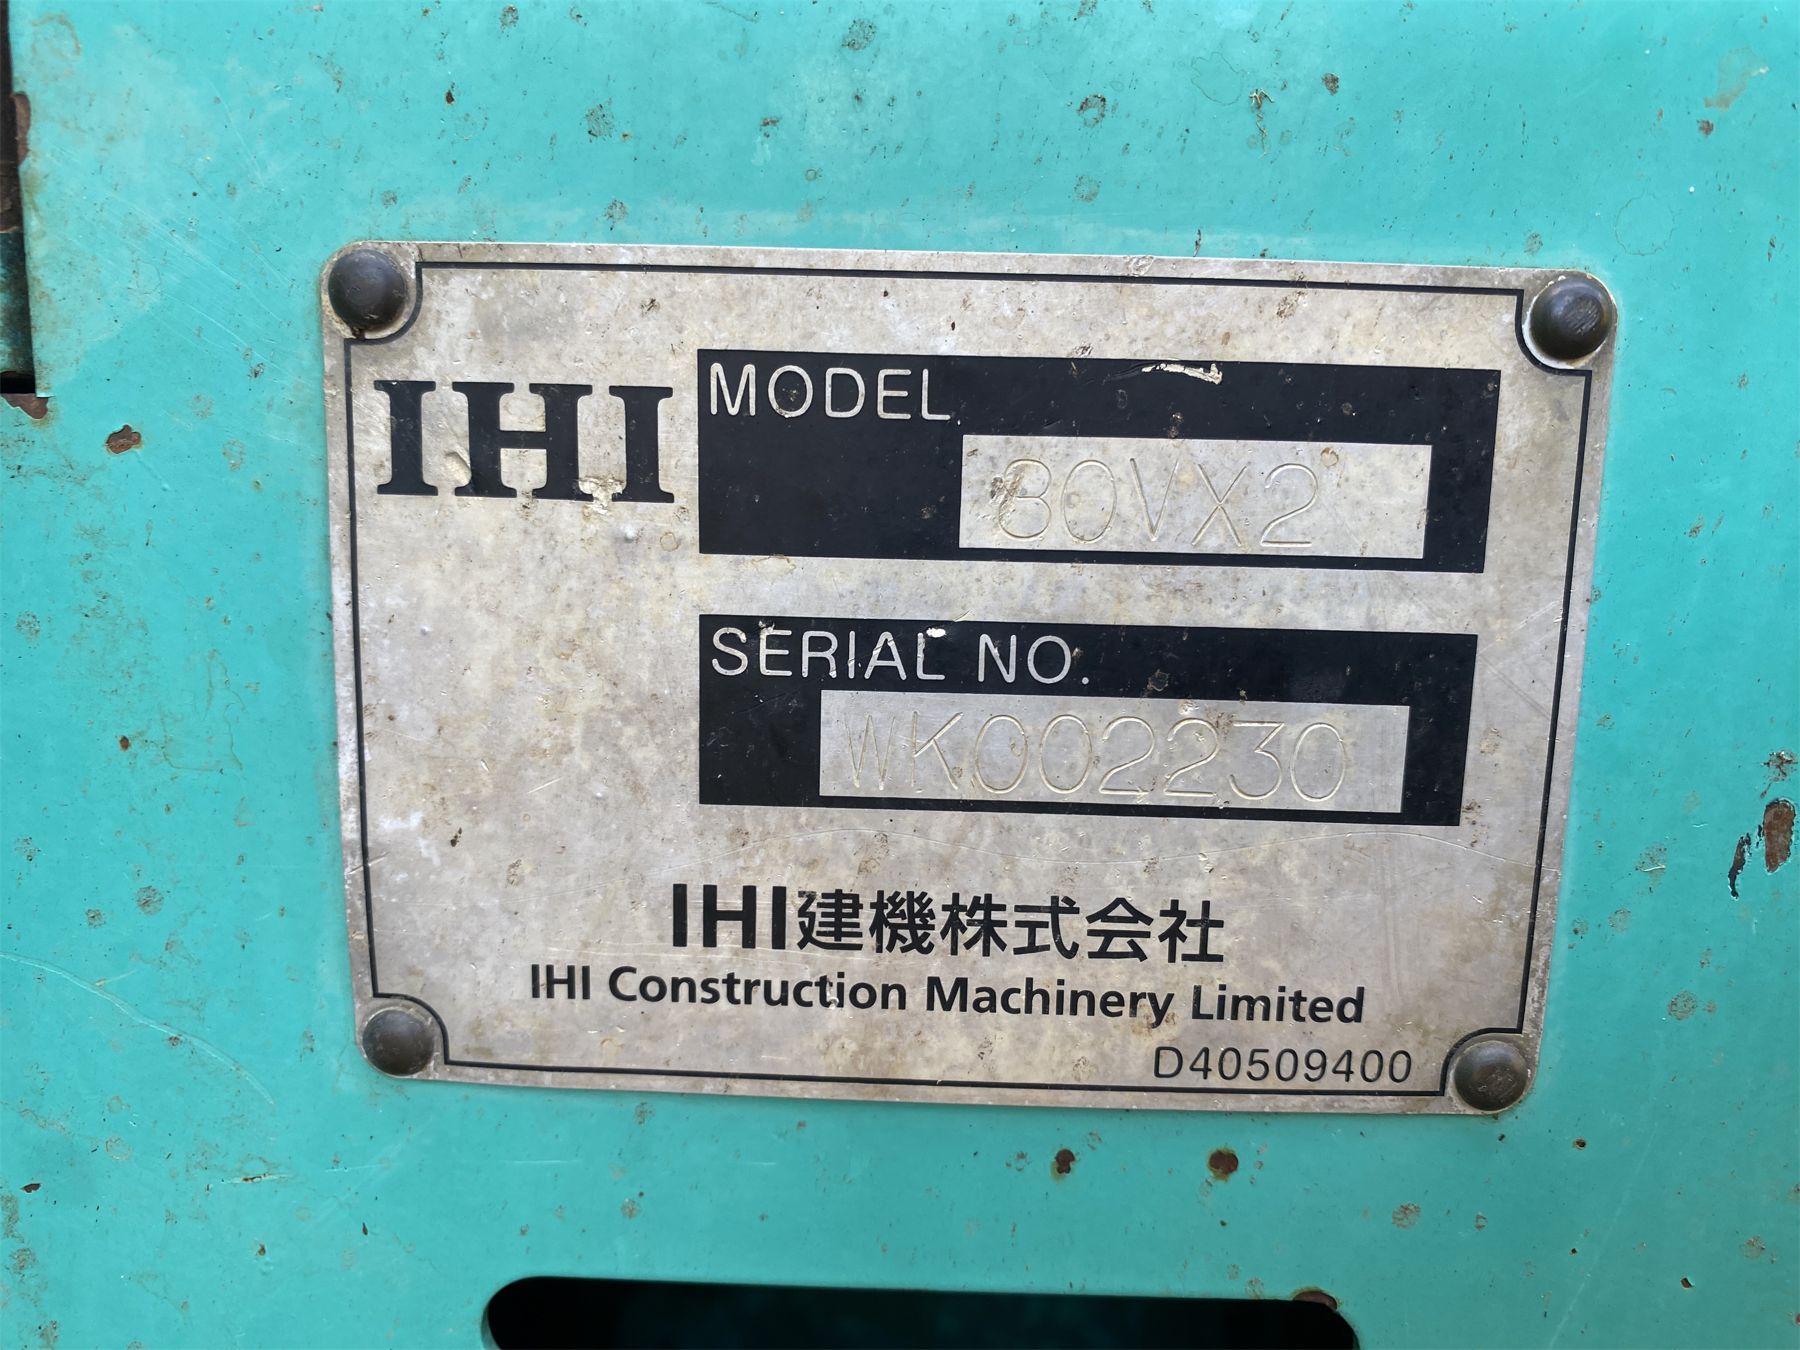 IHI
MODEL
80VX2
SERIAL NO.
WK002230
IHI建機株式会社
IHI Construction Machinery Limited
D40509400